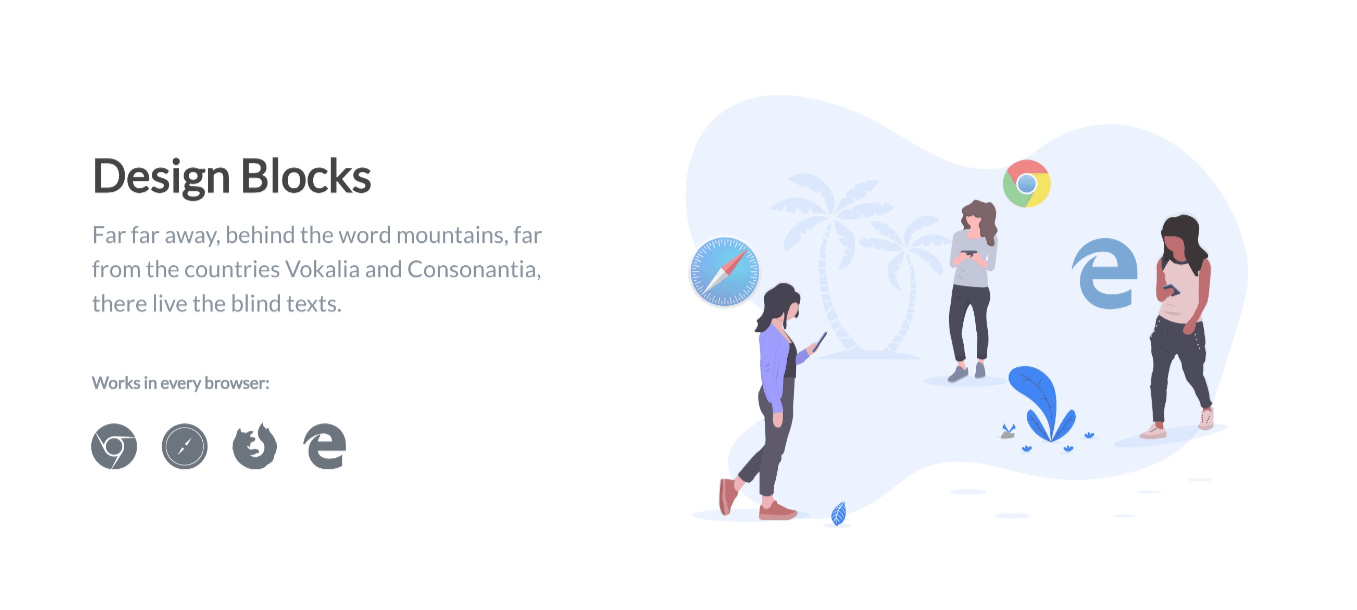 Design Blocks
Far far away, behind the word mountains, far
from the countries Vokalia and Consonantia,
there live the blind texts.
Works in every browser: